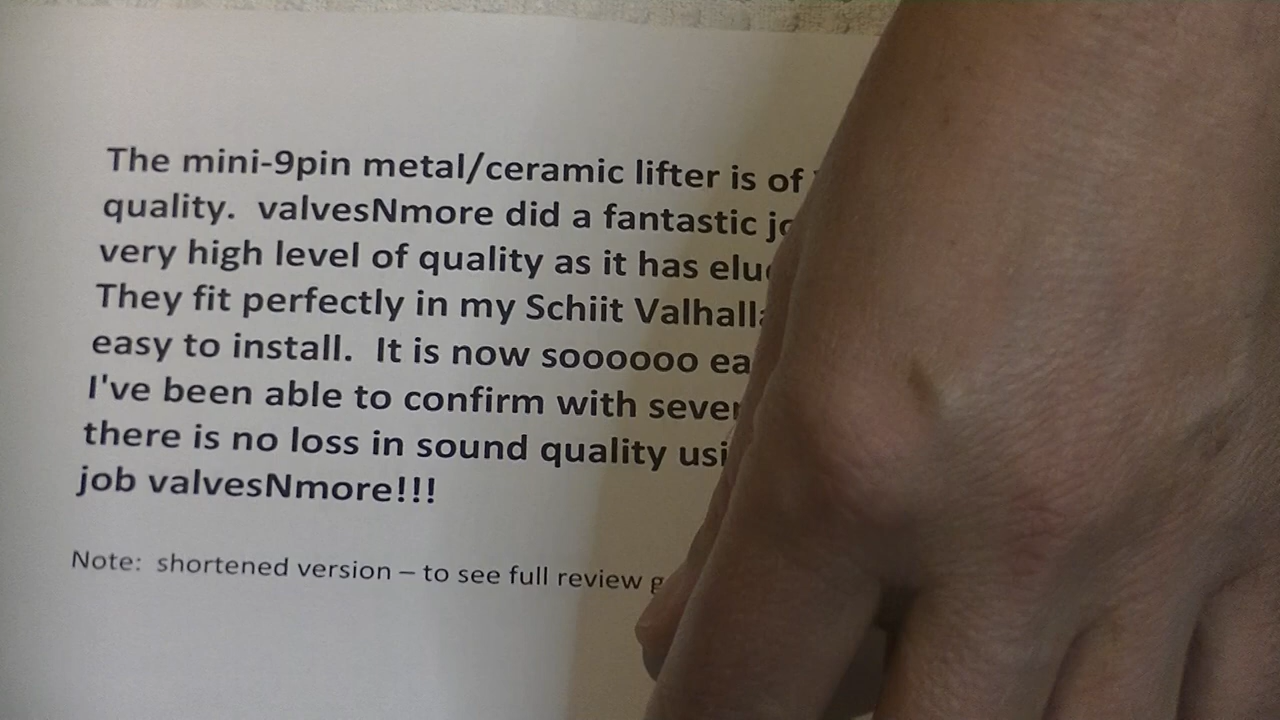 The mini-9pin metal/ceramic lifter is of
quality. valvesNmore did a fantastic
very high level of quality as it has
They fit perfectly in my Schiit
easy to install. It is now soooooo
I've been able to confirm with
there is no loss in sound quality
job valvesNmore!!!
Note: shortened version – to see full review